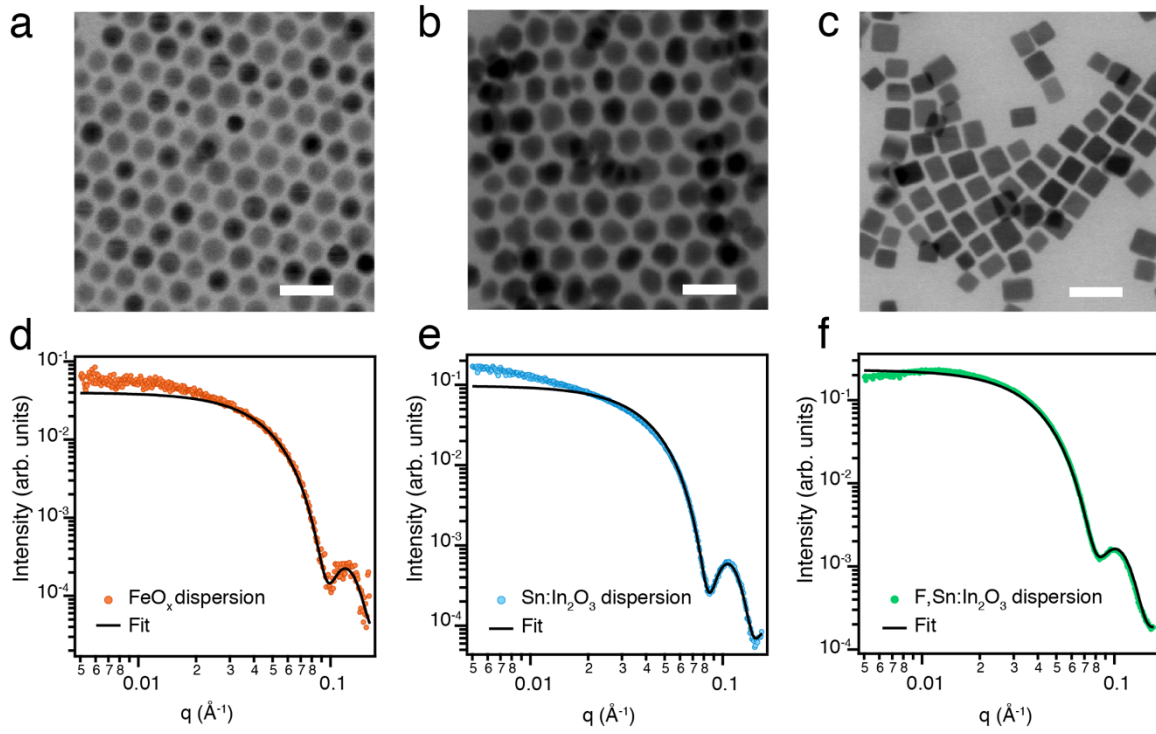 a
b
c
d
10⁻¹
10⁻²
10⁻³
10⁻⁴
Intensity (arb. units)
FeOₓ dispersion
Fit
5 6 7 8 2 3 4 5 6 7 8
0.01 0.1
q (Å⁻¹)
e
10⁻¹
10⁻²
10⁻³
10⁻⁴
Intensity (arb. units)
Sn:In₂O₃ dispersion
Fit
5 6 7 8 2 3 4 5 6 7 8
0.01 0.1
q (Å⁻¹)
f
10⁻¹
10⁻²
10⁻³
10⁻⁴
Intensity (arb. units)
F,Sn:In₂O₃ dispersion
Fit
5 6 7 8 2 3 4 5 6 7 8
0.01 0.1
q (Å⁻¹)